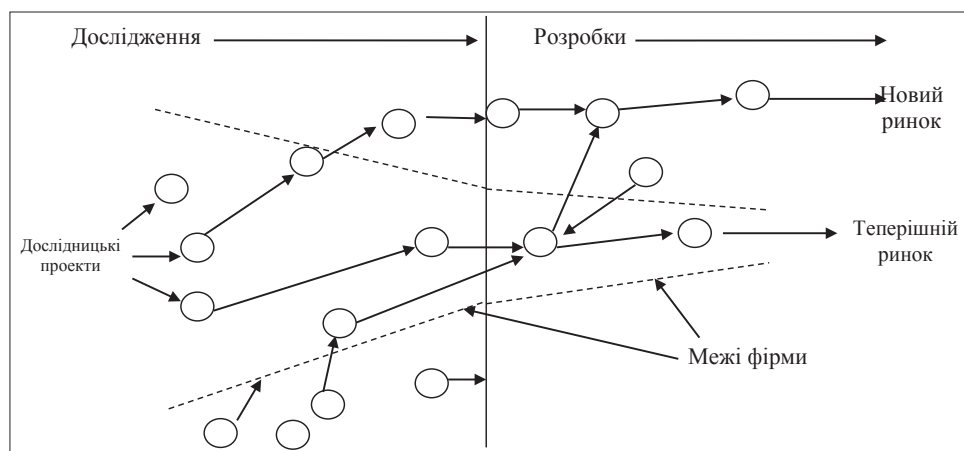 Дослідження
Розробки
Новий
ринок
Дослідницькі
проекти
Теперішній
ринок
Межі фірми